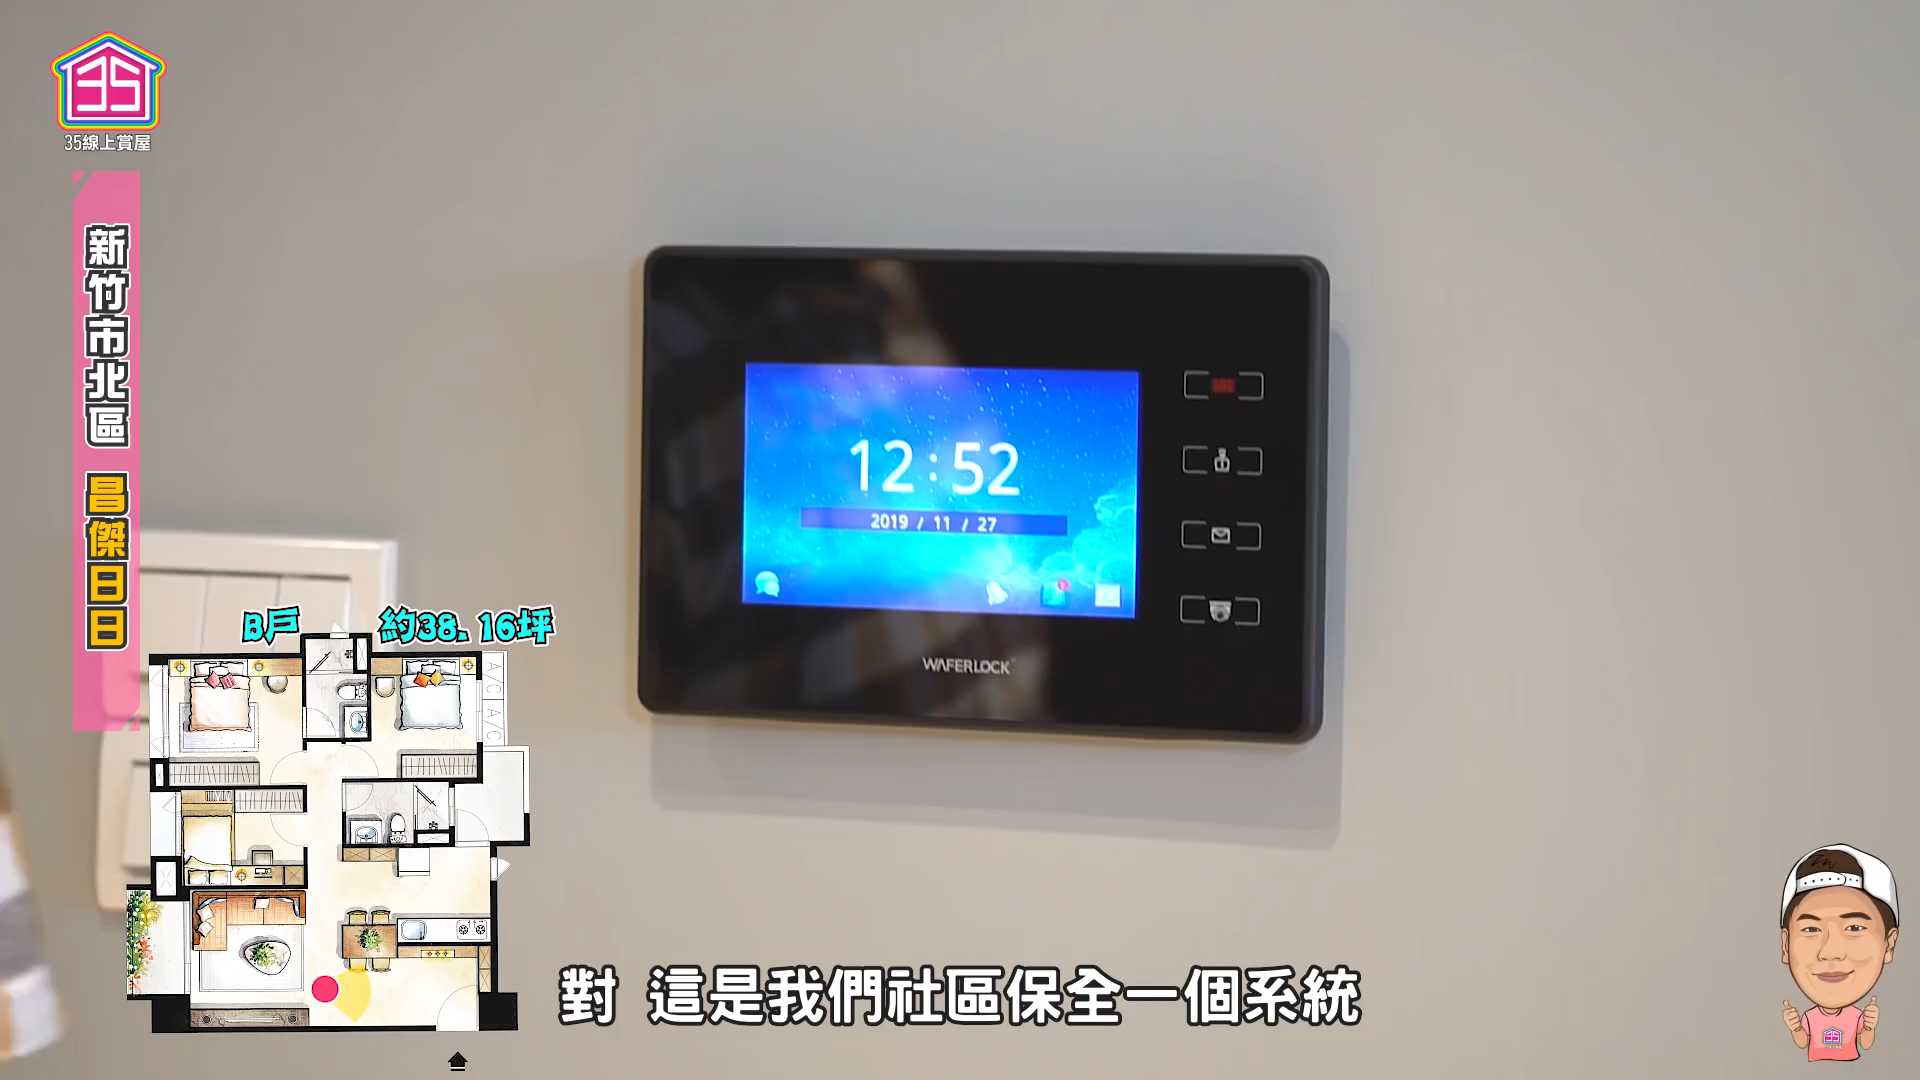 35
35線上賞屋
新竹市北區 昌傑日日
12:52
2019 / 11 / 27
WAFERLOCK
B戶
約38.16坪
A/C
A/C
對 這是我們社區保全一個系統
35